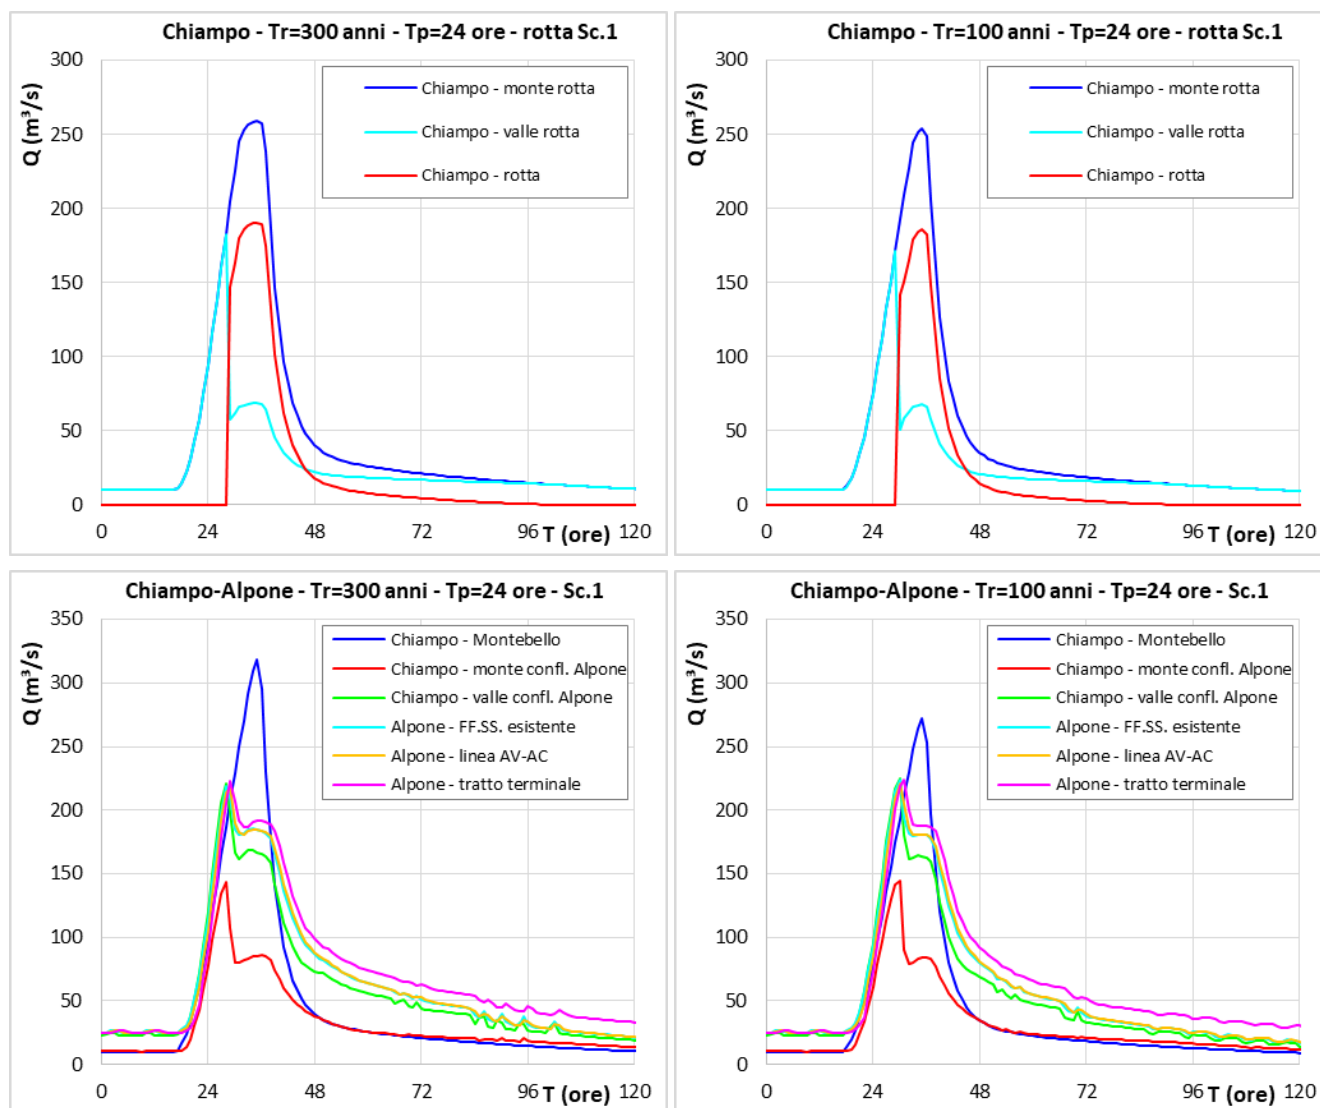 Chiampo - Tr=300 anni - Tp=24 ore - rotta Sc.1
Q (m³/s)
300
250
200
150
100
50
0
Chiampo - monte rotta
Chiampo - valle rotta
Chiampo - rotta
0 24 48 72 96 T (ore) 120
Chiampo - Tr=100 anni - Tp=24 ore - rotta Sc.1
Q (m³/s)
300
250
200
150
100
50
0
Chiampo - monte rotta
Chiampo - valle rotta
Chiampo - rotta
0 24 48 72 96 T (ore) 120
Chiampo-Alpone - Tr=300 anni - Tp=24 ore - Sc.1
Q (m³/s)
350
300
250
200
150
100
50
0
Chiampo - Montebello
Chiampo - monte confl. Alpone
Chiampo - valle confl. Alpone
Alpone - FF.SS. esistente
Alpone - linea AV-AC
Alpone - tratto terminale
0 24 48 72 96 T (ore) 120
Chiampo-Alpone - Tr=100 anni - Tp=24 ore - Sc.1
Q (m³/s)
350
300
250
200
150
100
50
0
Chiampo - Montebello
Chiampo - monte confl. Alpone
Chiampo - valle confl. Alpone
Alpone - FF.SS. esistente
Alpone - linea AV-AC
Alpone - tratto terminale
0 24 48 72 96 T (ore) 120